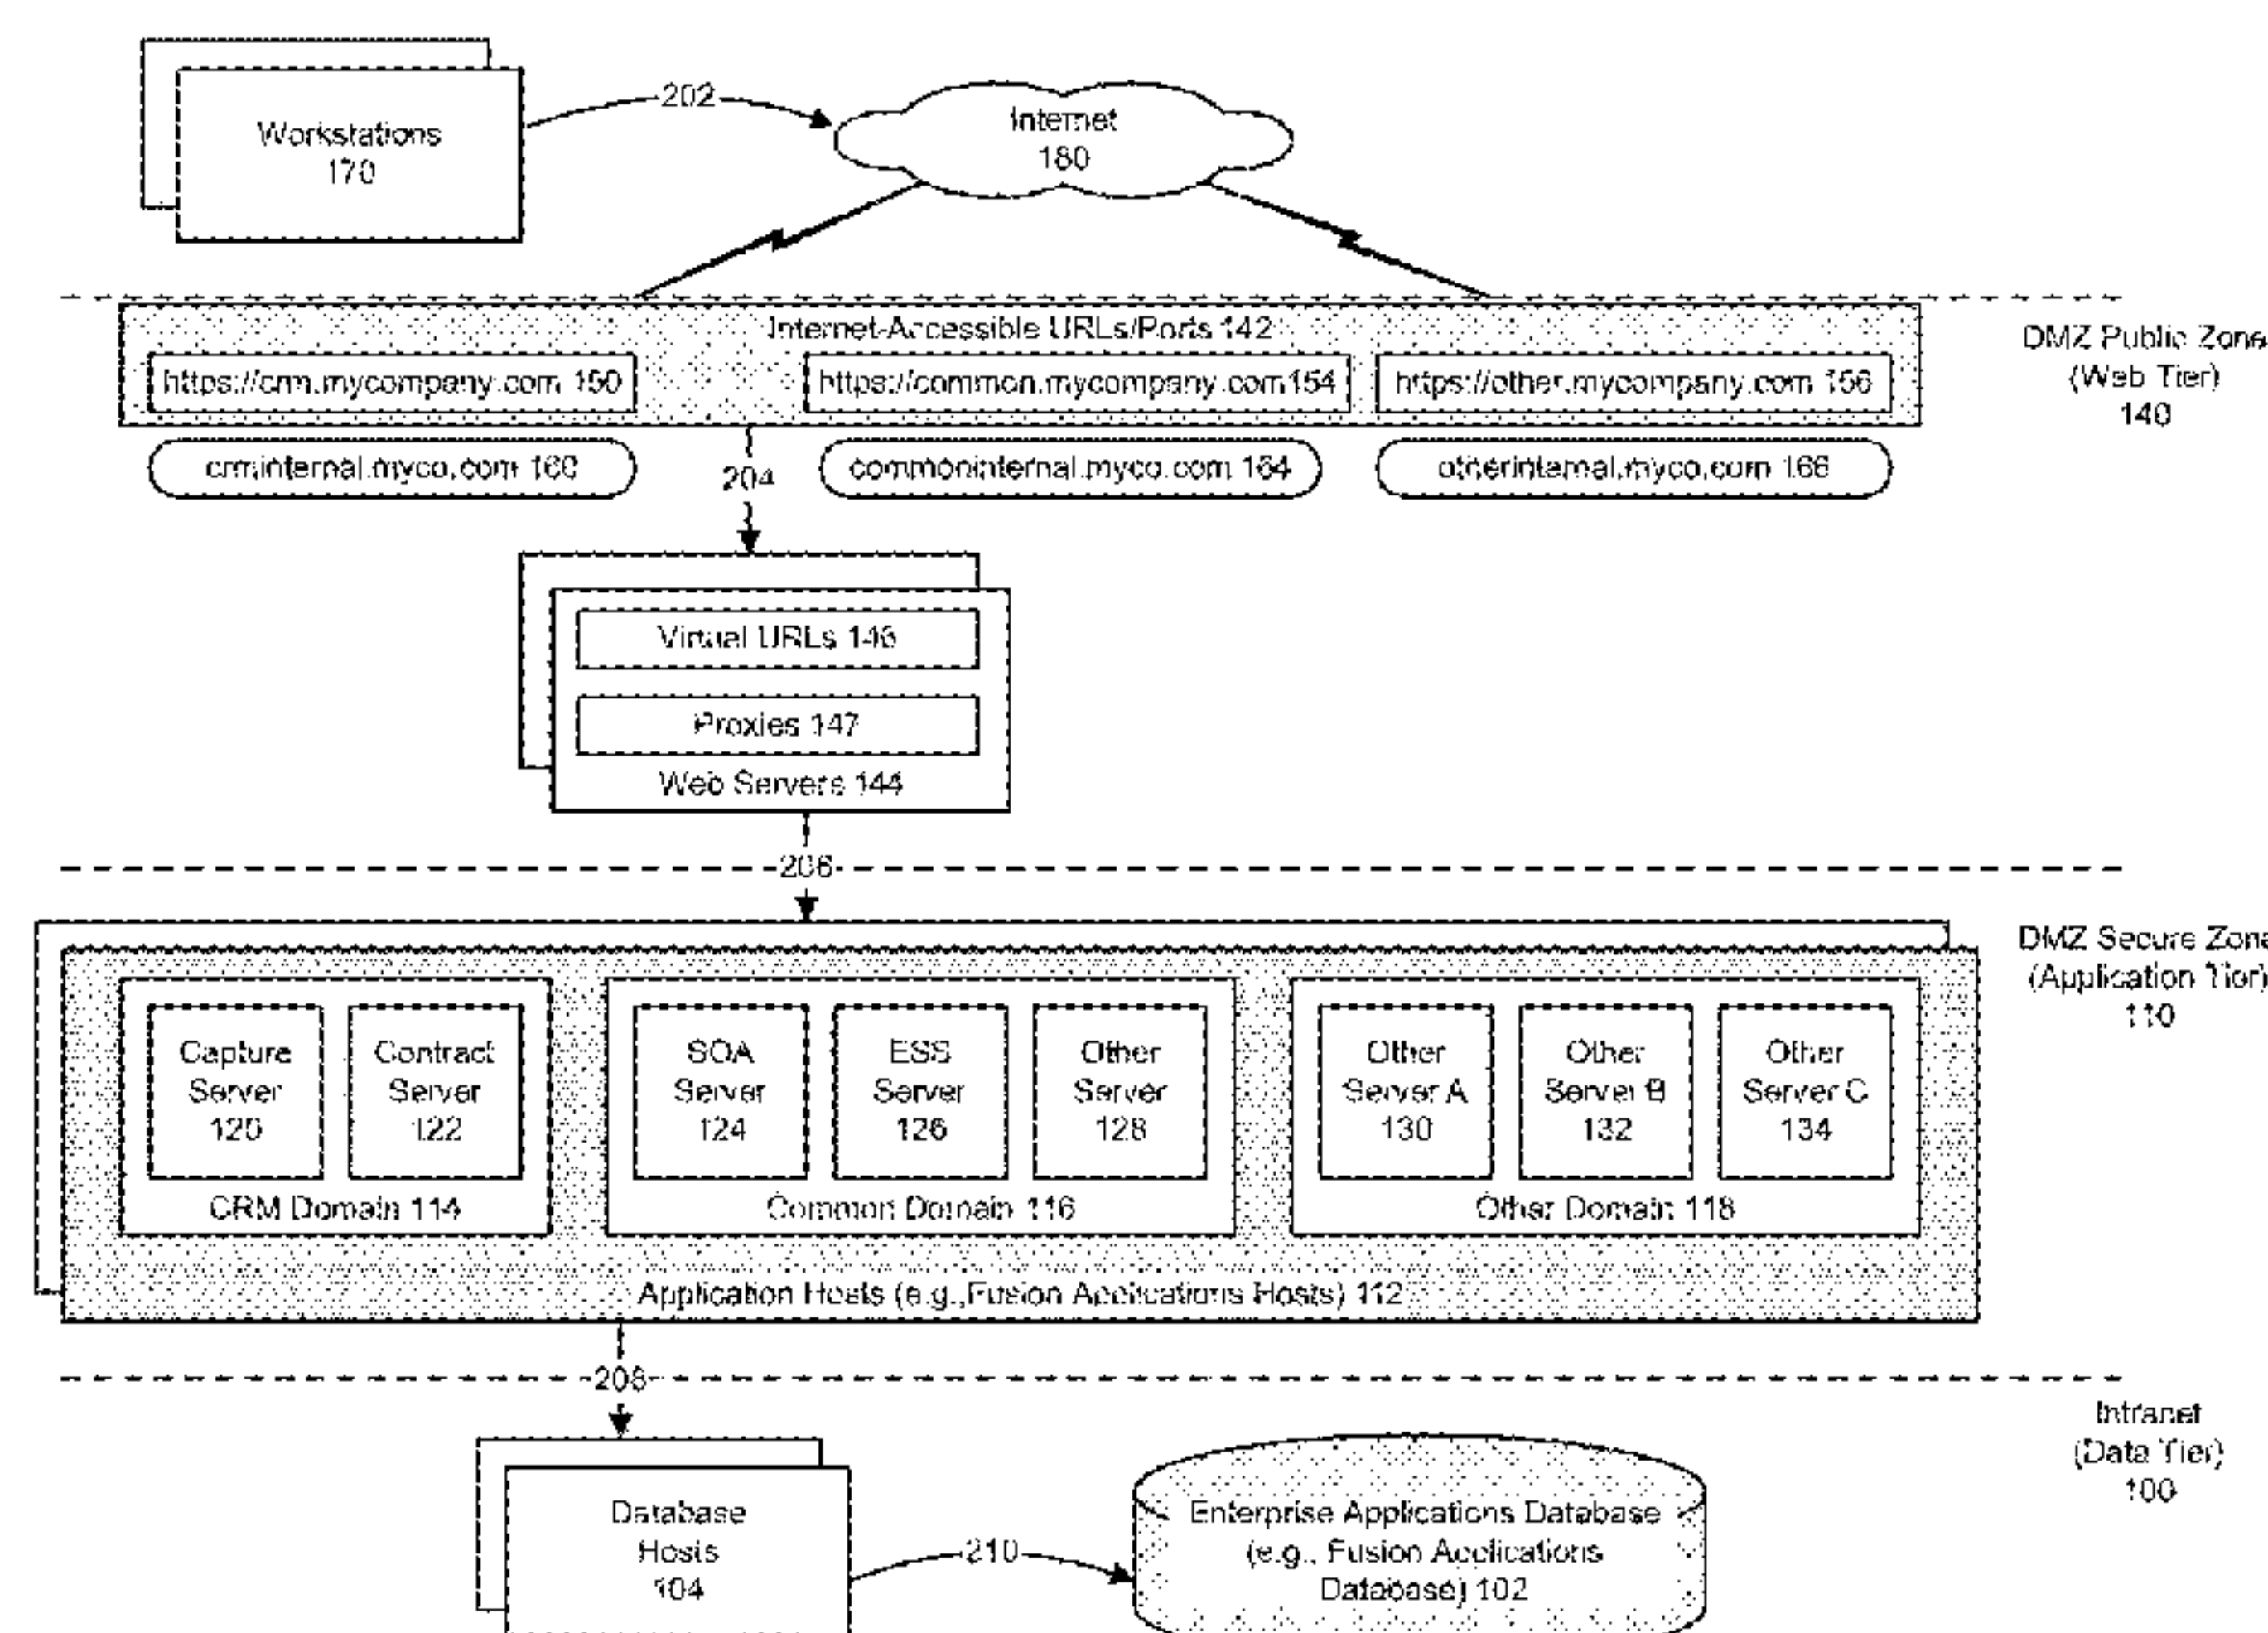 Workstations
170
202
Internet
180
Internet-Accessible URLs/Ports 142
https://crm.mycompany.com 150
https://common.mycompany.com154
https://other.mycompany.com 156
DMZ Public Zone
(Web Tier)
140
crminternal.myco.com 160
204
commoninternal.myco.com 164
otherinternal.myco.com 166
Virtual URLs 146
Proxies 147
Web Servers 144
206
DMZ Secure Zone
(Application Tier)
110
Capture
Server
120
Contract
Server
122
SOA
Server
124
ESS
Server
126
Other
Server
128
Other
Server A
130
Other
Server B
132
Other
Server C
134
CRM Domain 114
Common Domain 116
Other Domain 118
Application Hosts (e.g.,Fusion Applications Hosts) 112
208
Intranet
(Data Tier)
100
Database
Hosts
104
210
Enterprise Applications Database
(e.g., Fusion Applications
Database) 102